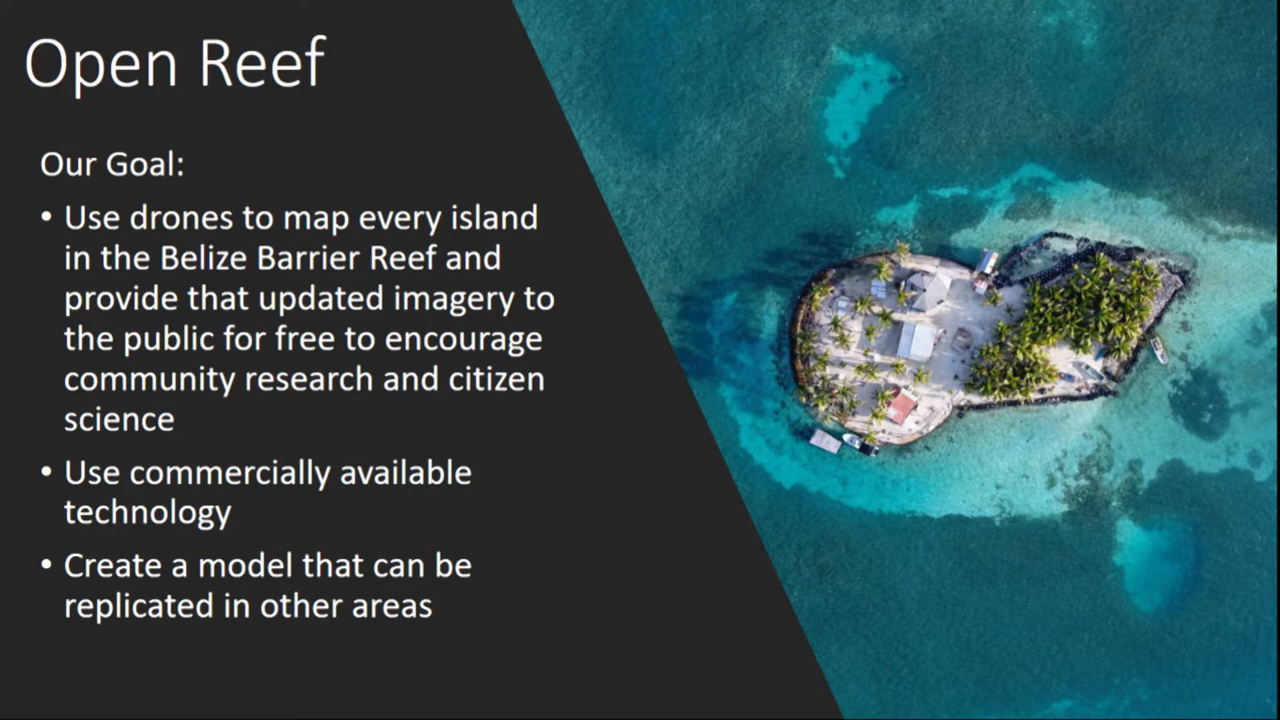 Open Reef
Our Goal:
• Use drones to map every island
in the Belize Barrier Reef and
provide that updated imagery to
the public for free to encourage
community research and citizen
science
• Use commercially available
technology
• Create a model that can be
replicated in other areas